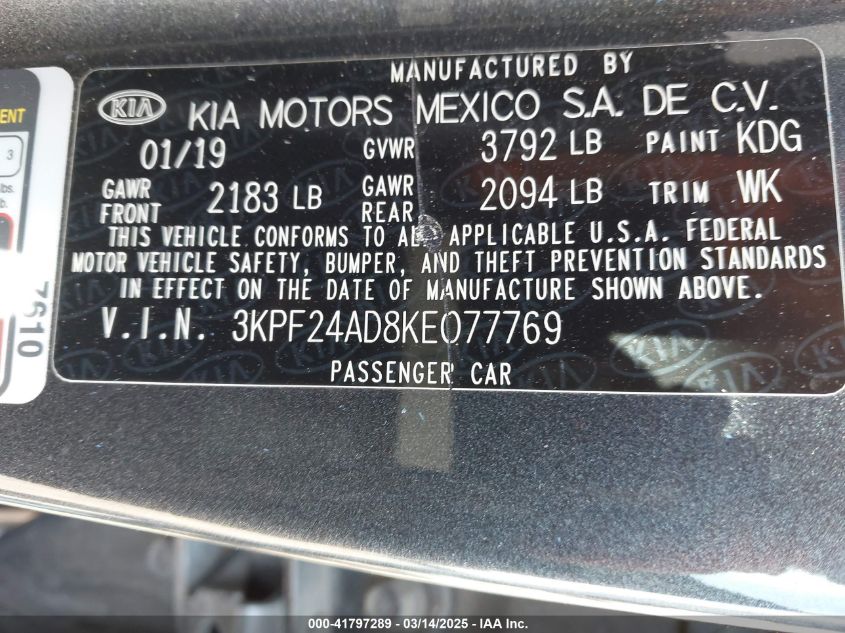 MANUFACTURED BY
KIA KIA MOTORS MEXICO S.A. DE C.V.
01/19 GVWR 3792 LB PAINT KDG
GAWR FRONT 2183 LB GAWR REAR 2094 LB TRIM WK
THIS VEHICLE CONFORMS TO ALL APPLICABLE U.S.A. FEDERAL
MOTOR VEHICLE SAFETY, BUMPER, AND THEFT PREVENTION STANDARDS
IN EFFECT ON THE DATE OF MANUFACTURE SHOWN ABOVE.
V.I.N. 3KPF24AD8KE077769
PASSENGER CAR
3
lbs.
7610
000-41797289 - 03/14/2025 - IAA Inc.